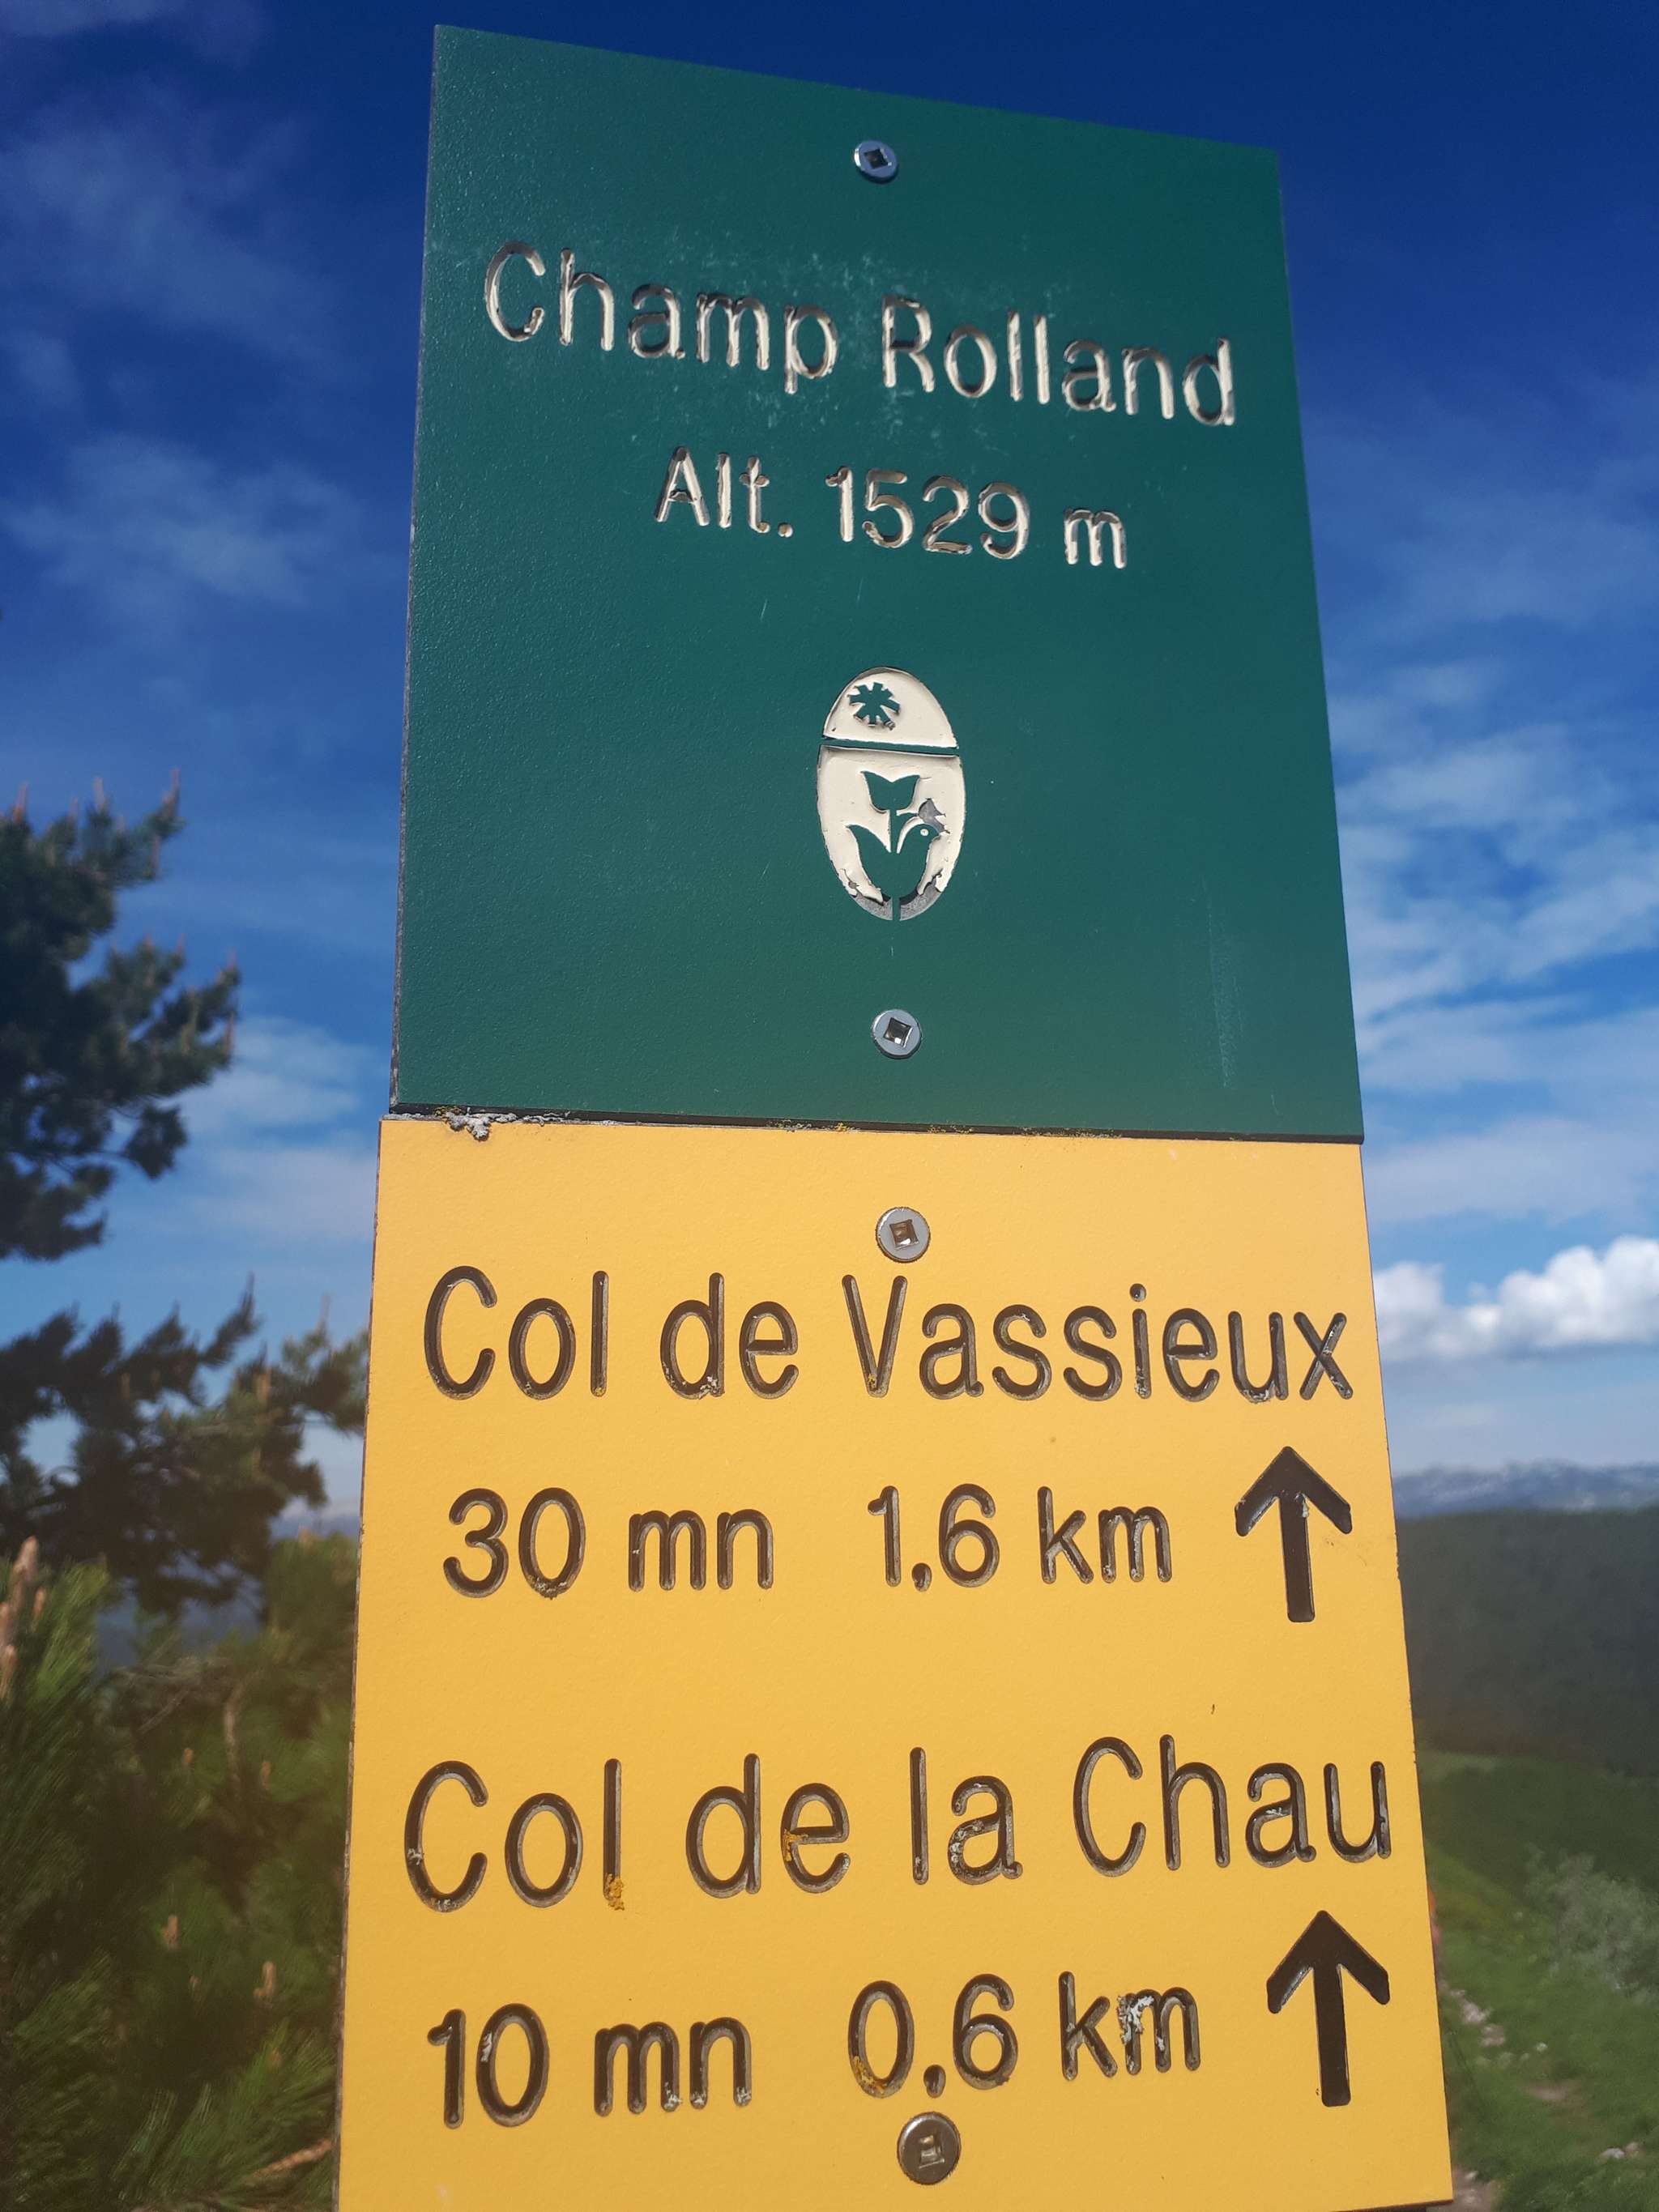 Champ Rolland
Alt. 1529 m
Col de Vassieux
30 mn 1,6 km ↑
Col de la Chau
10 mn 0,6 km ↑